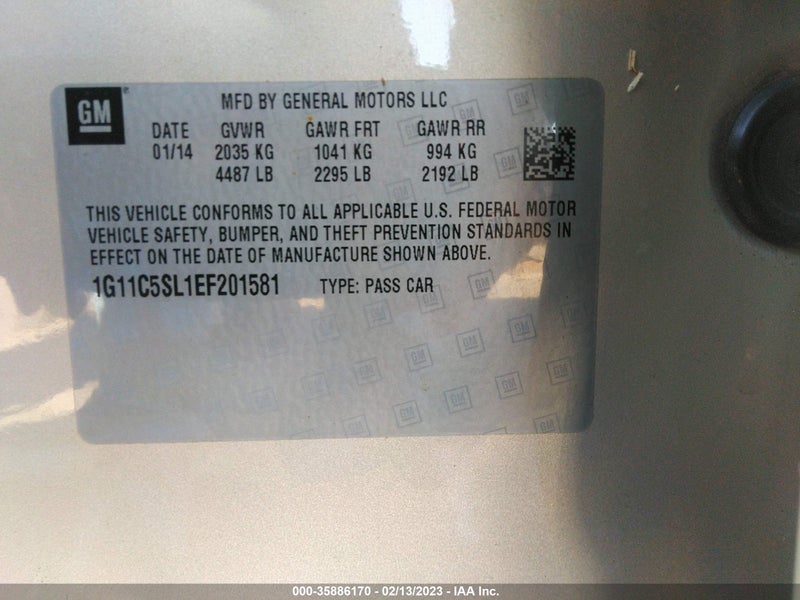 GM
MFD BY GENERAL MOTORS LLC
DATE GVWR GAWR FRT GAWR RR
01/14 2035 KG 1041 KG 994 KG
4487 LB 2295 LB 2192 LB
THIS VEHICLE CONFORMS TO ALL APPLICABLE U.S. FEDERAL MOTOR
VEHICLE SAFETY, BUMPER, AND THEFT PREVENTION STANDARDS IN
EFFECT ON THE DATE OF MANUFACTURE SHOWN ABOVE.
1G11C5SL1EF201581 TYPE: PASS CAR
000-35886170 - 02/13/2023 - IAA Inc.